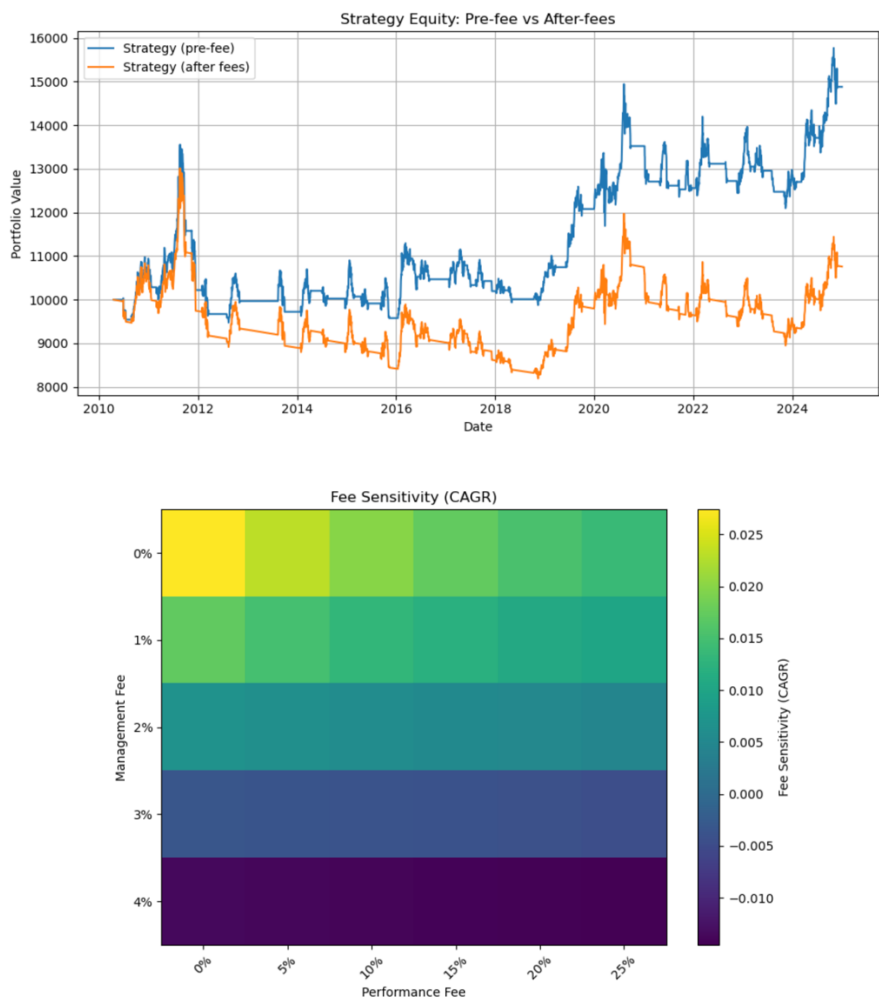 Strategy Equity: Pre-fee vs After-fees
Strategy (pre-fee)
Strategy (after fees)
Portfolio Value
16000
15000
14000
13000
12000
11000
10000
9000
8000
2010 2012 2014 2016 2018 2020 2022 2024
Date
Fee Sensitivity (CAGR)
Management Fee
0%
1%
2%
3%
4%
0% 5% 10% 15% 20% 25%
Performance Fee
0.025
0.020
0.015
0.010
0.005
0.000
−0.005
−0.010
Fee Sensitivity (CAGR)